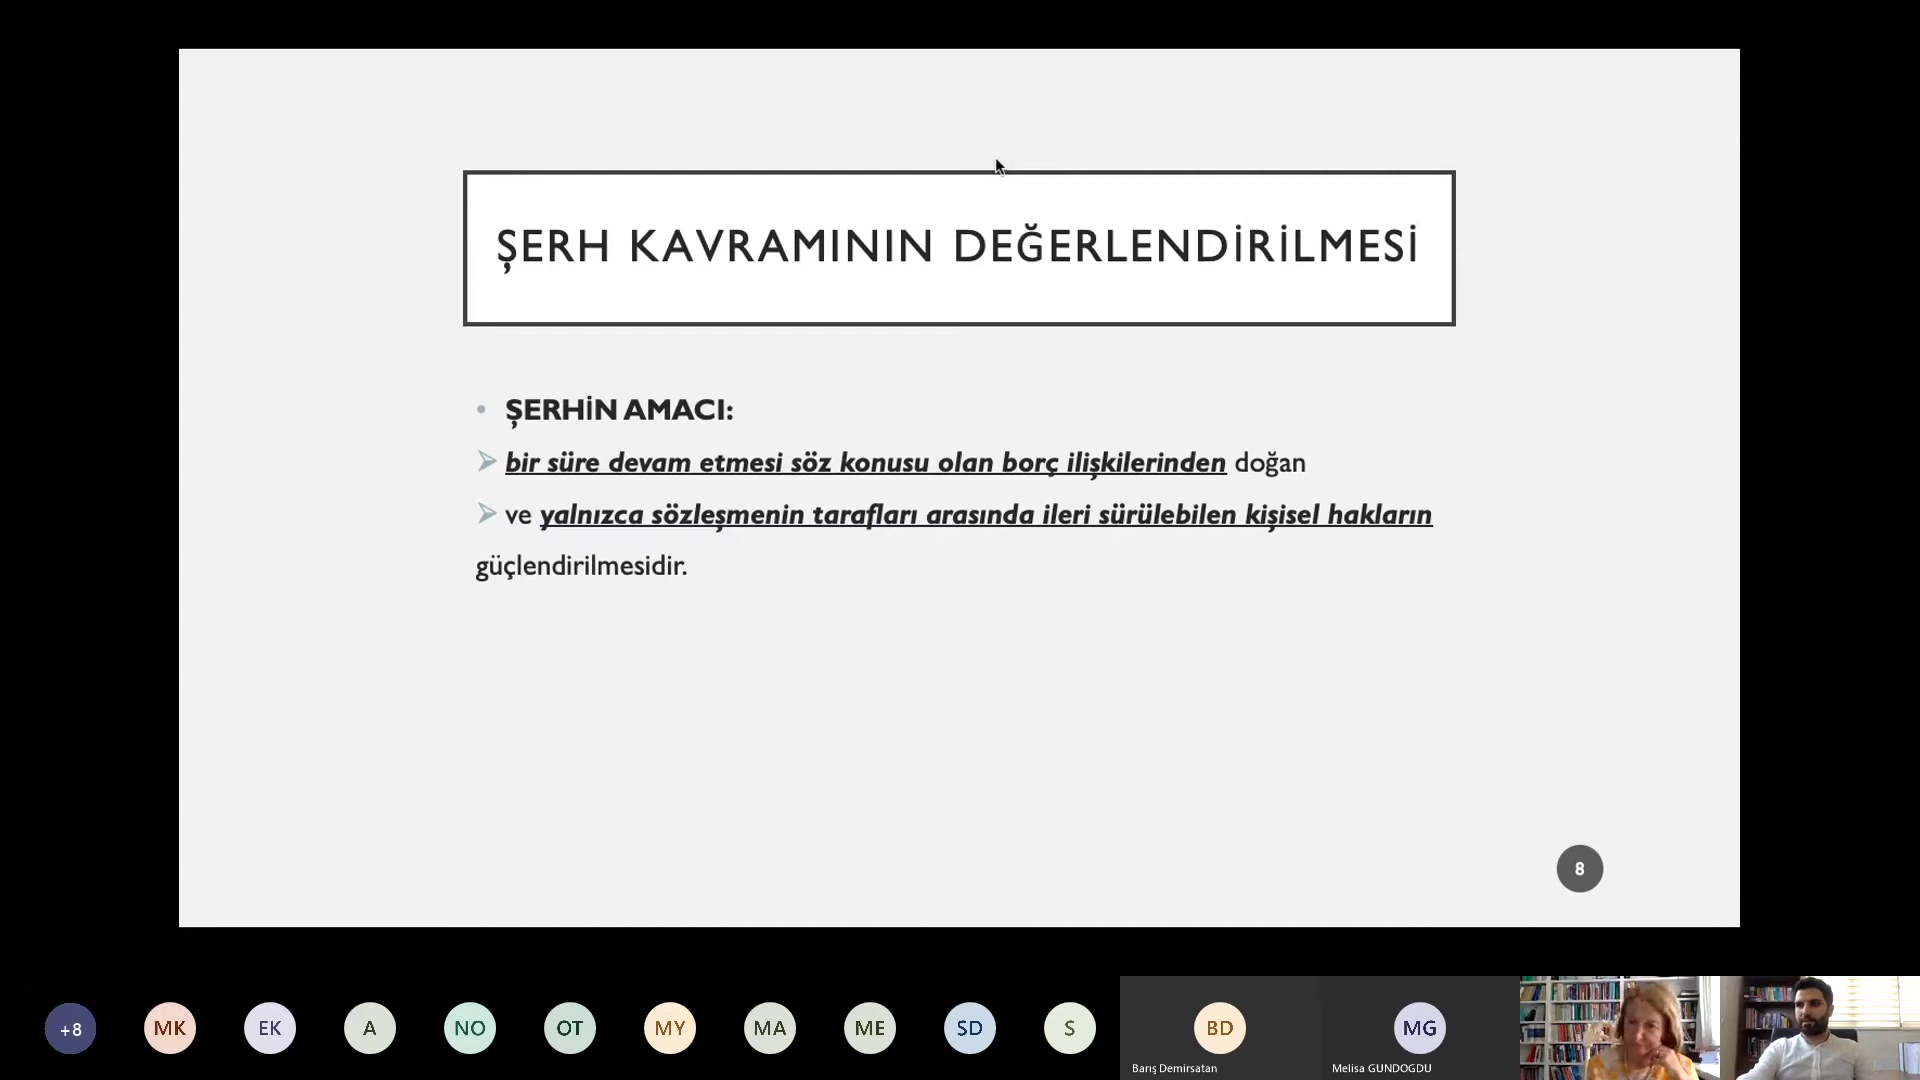 ŞERH KAVRAMININ DEĞERLENDİRİLMESİ
• ŞERHİN AMACI:
➢ bir süre devam etmesi söz konusu olan borç ilişkilerinden doğan
➢ ve yalnızca sözleşmenin tarafları arasında ileri sürülebilen kişisel hakların
güçlendirilmesidir.
8
+8 MK EK A NO OT MY MA ME SD S BD MG
Barış Demirsatan Melisa GUNDOGDU